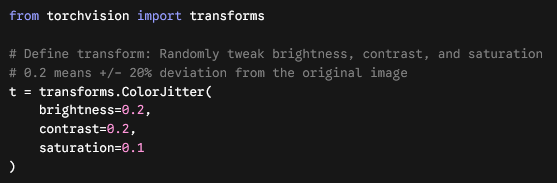 from torchvision import transforms
# Define transform: Randomly tweak brightness, contrast, and saturation
# 0.2 means +/- 20% deviation from the original image
t = transforms.ColorJitter(
    brightness=0.2,
    contrast=0.2,
    saturation=0.1
)